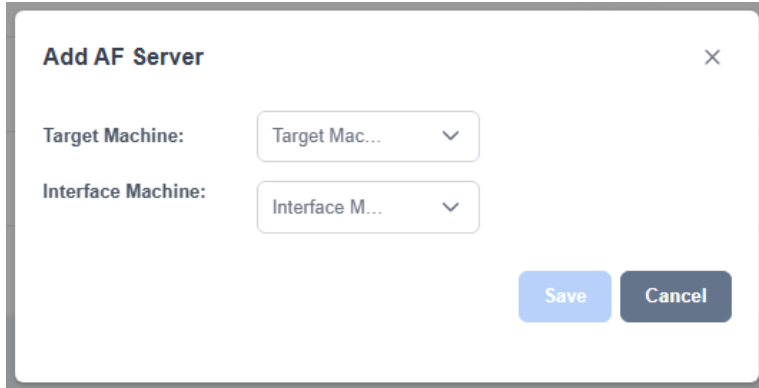 Add AF Server
Target Machine:
Target Mac...
Interface Machine:
Interface M...
Save
Cancel